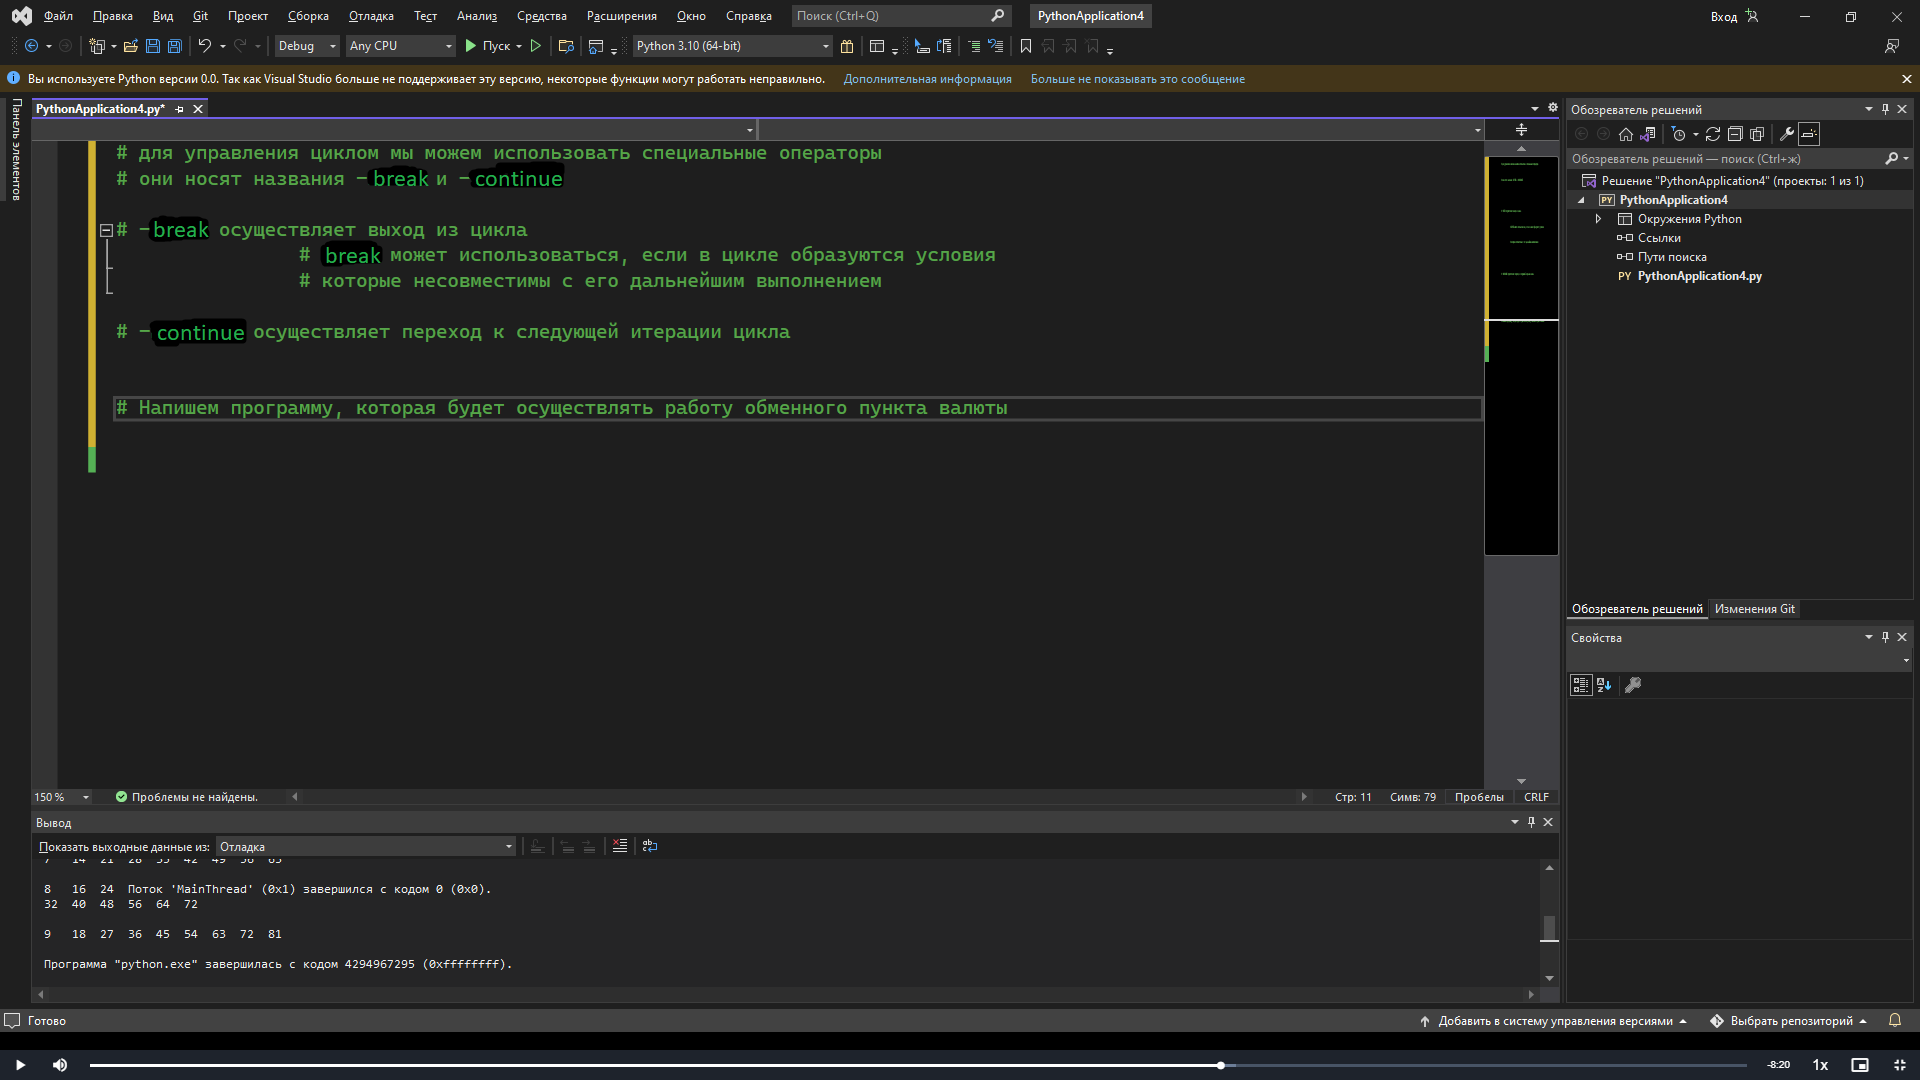 Файл Правка Вид Git Проект Сборка Отладка Тест Анализ Средства Расширения Окно Справка Поиск (Ctrl+Q) PythonApplication4 Вход
Debug Any CPU Пуск Python 3.10 (64-bit)
Вы используете Python версии 0.0. Так как Visual Studio больше не поддерживает эту версию, некоторые функции могут работать неправильно. Дополнительная информация Больше не показывать это сообщение
Панель элементов
PythonApplication4.py*
# для управления циклом мы можем использовать специальные операторы
# они носят названия -break и -continue
# -break осуществляет выход из цикла
# break может использоваться, если в цикле образуются условия
# которые несовместимы с его дальнейшим выполнением
# -continue осуществляет переход к следующей итерации цикла
# Напишем программу, которая будет осуществлять работу обменного пункта валюты
150 % Проблемы не найдены. Стр: 11 Симв: 79 Пробелы CRLF
Вывод
Показать выходные данные из: Отладка
7 14 21 28 35 42 49 56 63
8 16 24 Поток 'MainThread' (0x1) завершился с кодом 0 (0x0).
32 40 48 56 64 72
9 18 27 36 45 54 63 72 81
Программа "python.exe" завершилась с кодом 4294967295 (0xffffffff).
Обозреватель решений
Обозреватель решений — поиск (Ctrl+ж)
Решение "PythonApplication4" (проекты: 1 из 1)
PY PythonApplication4
Окружения Python
Ссылки
Пути поиска
PY PythonApplication4.py
Обозреватель решений Изменения Git
Свойства
Готово Добавить в систему управления версиями Выбрать репозиторий
-8:20 1x